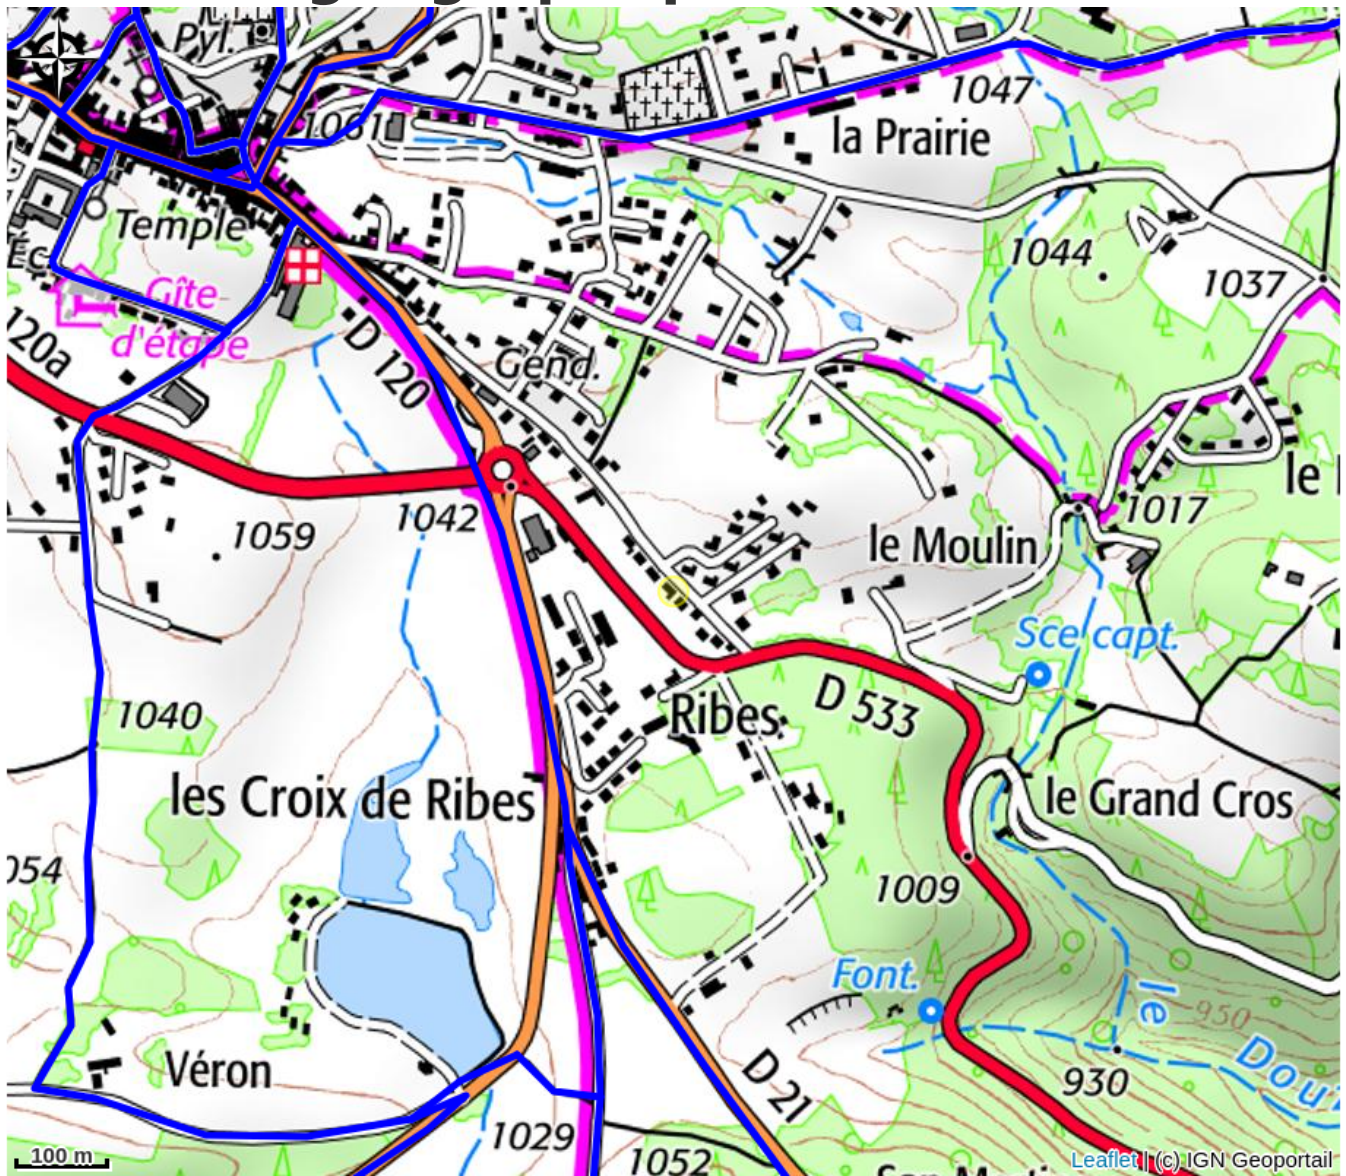 Pyl.
1047
1061
la Prairie
Temple
1044
Éc
1037
Gîte
d'étape
120a
D 120
Gend.
le
1042
1017
1059
le Moulin
Sce capt.
1040
Ribes
D 533
les Croix de Ribes
le Grand Cros
054
1009
Font.
le
950
Véron
D 21
930
1029
1052
100 m
Leaflet | (c) IGN Geoportail